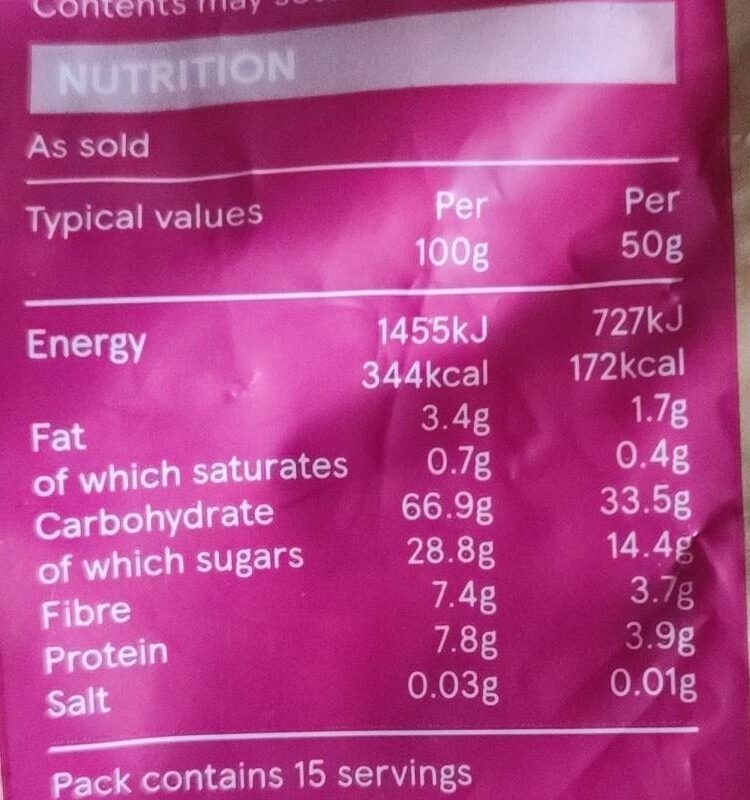 Contents may
NUTRITION
As sold
Typical values Per 100g Per 50g
Energy 1455kJ 727kJ
344kcal 172kcal
Fat 3.4g 1.7g
of which saturates 0.7g 0.4g
Carbohydrate 66.9g 33.5g
of which sugars 28.8g 14.4g
Fibre 7.4g 3.7g
Protein 7.8g 3.9g
Salt 0.03g 0.01g
Pack contains 15 servings